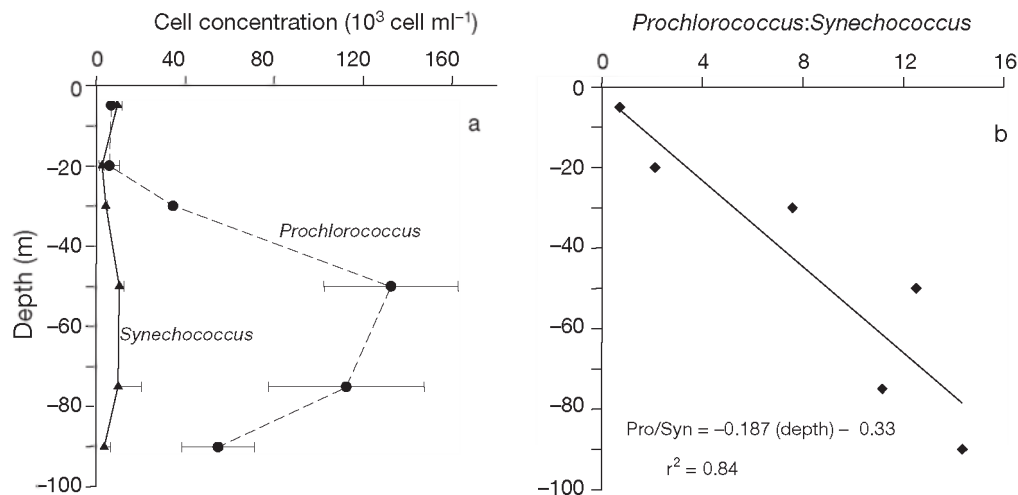 Cell concentration (10³ cell ml⁻¹)
0 40 80 120 160
0
−20
−40
−60
−80
−100
Depth (m)
a
Prochlorococcus
Synechococcus
Prochlorococcus:Synechococcus
0 4 8 12 16
0
−20
−40
−60
−80
−100
b
Pro/Syn = −0.187 (depth) − 0.33
r² = 0.84